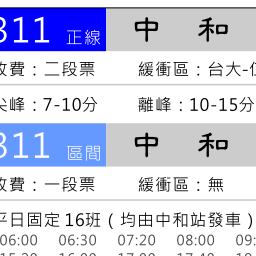 811 正線 中和
收費：二段票 緩衝區：台大-
尖峰：7-10分 離峰：10-15分
811 區間 中和
收費：一段票 緩衝區：無
平日固定16班（均由中和站發車）
06:00 06:30 07:20 08:00 09: